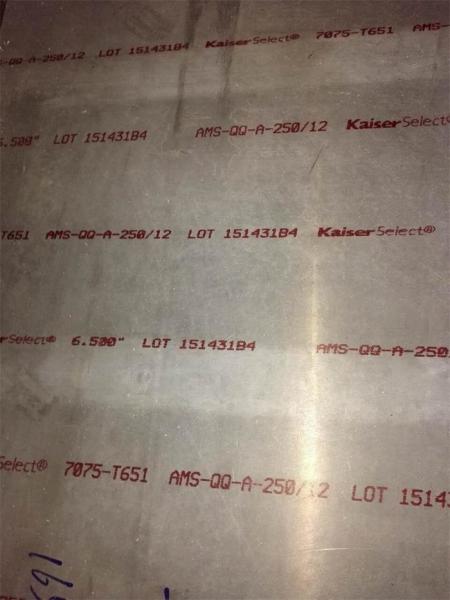 -QQ-A-250/12 LOT 151431B4 KaiserSelect® 7075-T651 AMS-
6.500" LOT 151431B4 AMS-QQ-A-250/12 KaiserSelect®
T651 AMS-QQ-A-250/12 LOT 151431B4 KaiserSelect®
erSelect® 6.500" LOT 151431B4 AMS-QQ-A-250
Select® 7075-T651 AMS-QQ-A-250/12 LOT 15143